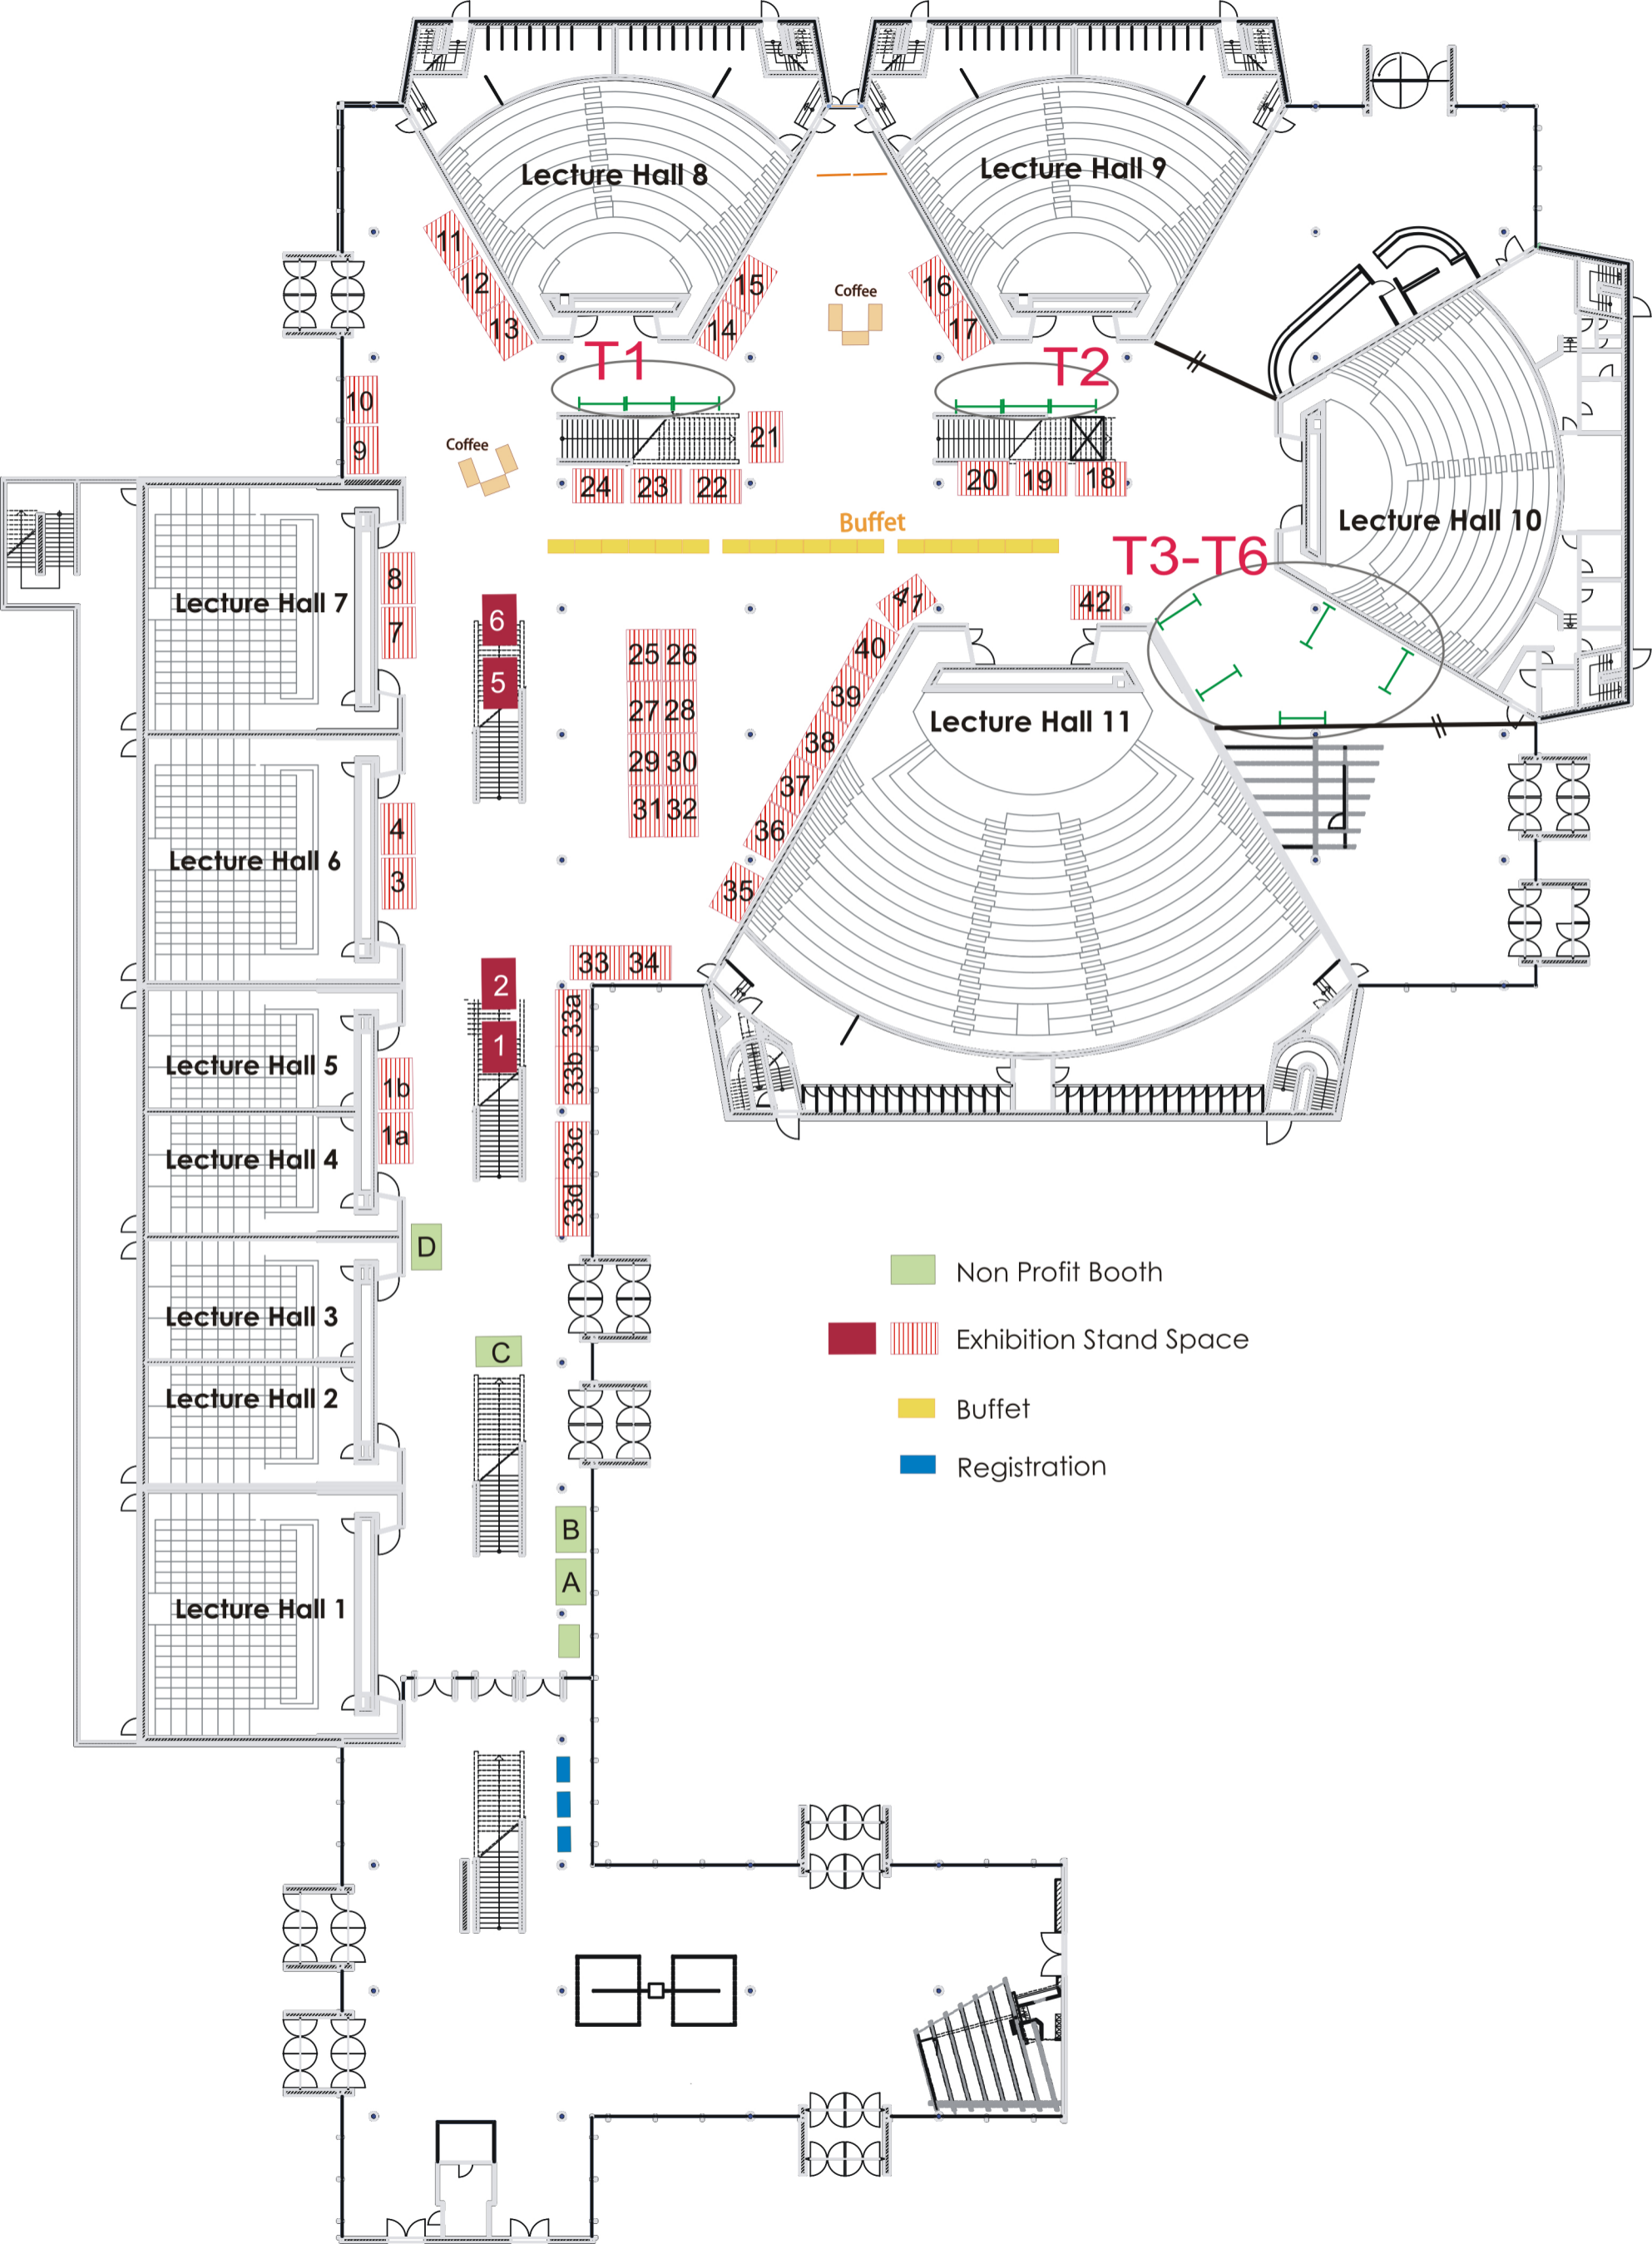 Lecture Hall 8
Lecture Hall 9
11
12
13
15
14
Coffee
16
17
T1
T2
10
9
Coffee
21
24
23
22
20
19
18
Lecture Hall 10
Buffet
T3-T6
8
7
Lecture Hall 7
6
5
41
42
40
39
38
37
36
35
25 26
27 28
29 30
31 32
Lecture Hall 11
4
3
Lecture Hall 6
2
1
33 34
33a
33b
33c
33d
Lecture Hall 5
1b
1a
Lecture Hall 4
D
Lecture Hall 3
C
Lecture Hall 2
B
A
Lecture Hall 1
Non Profit Booth
Exhibition Stand Space
Buffet
Registration